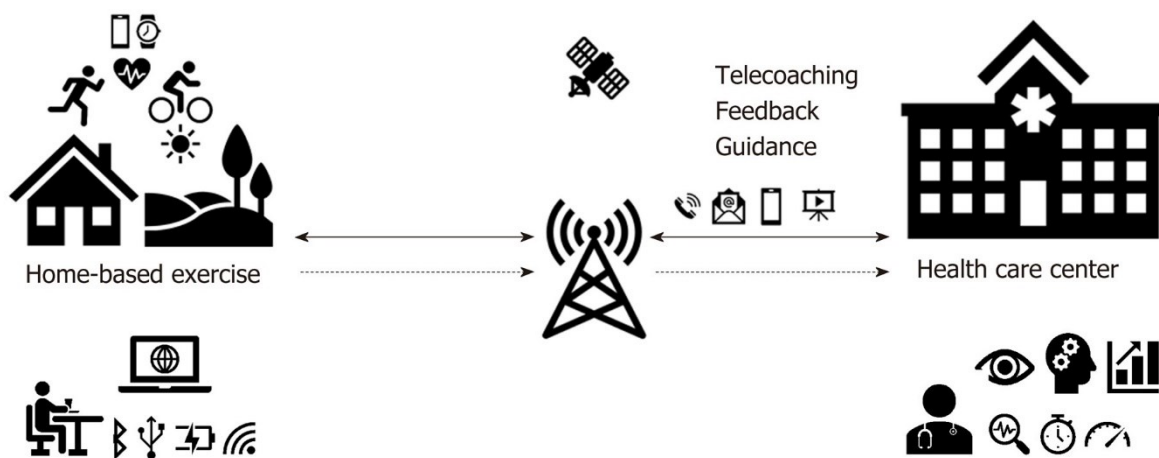 Telecoaching
Feedback
Guidance
Home-based exercise
Health care center